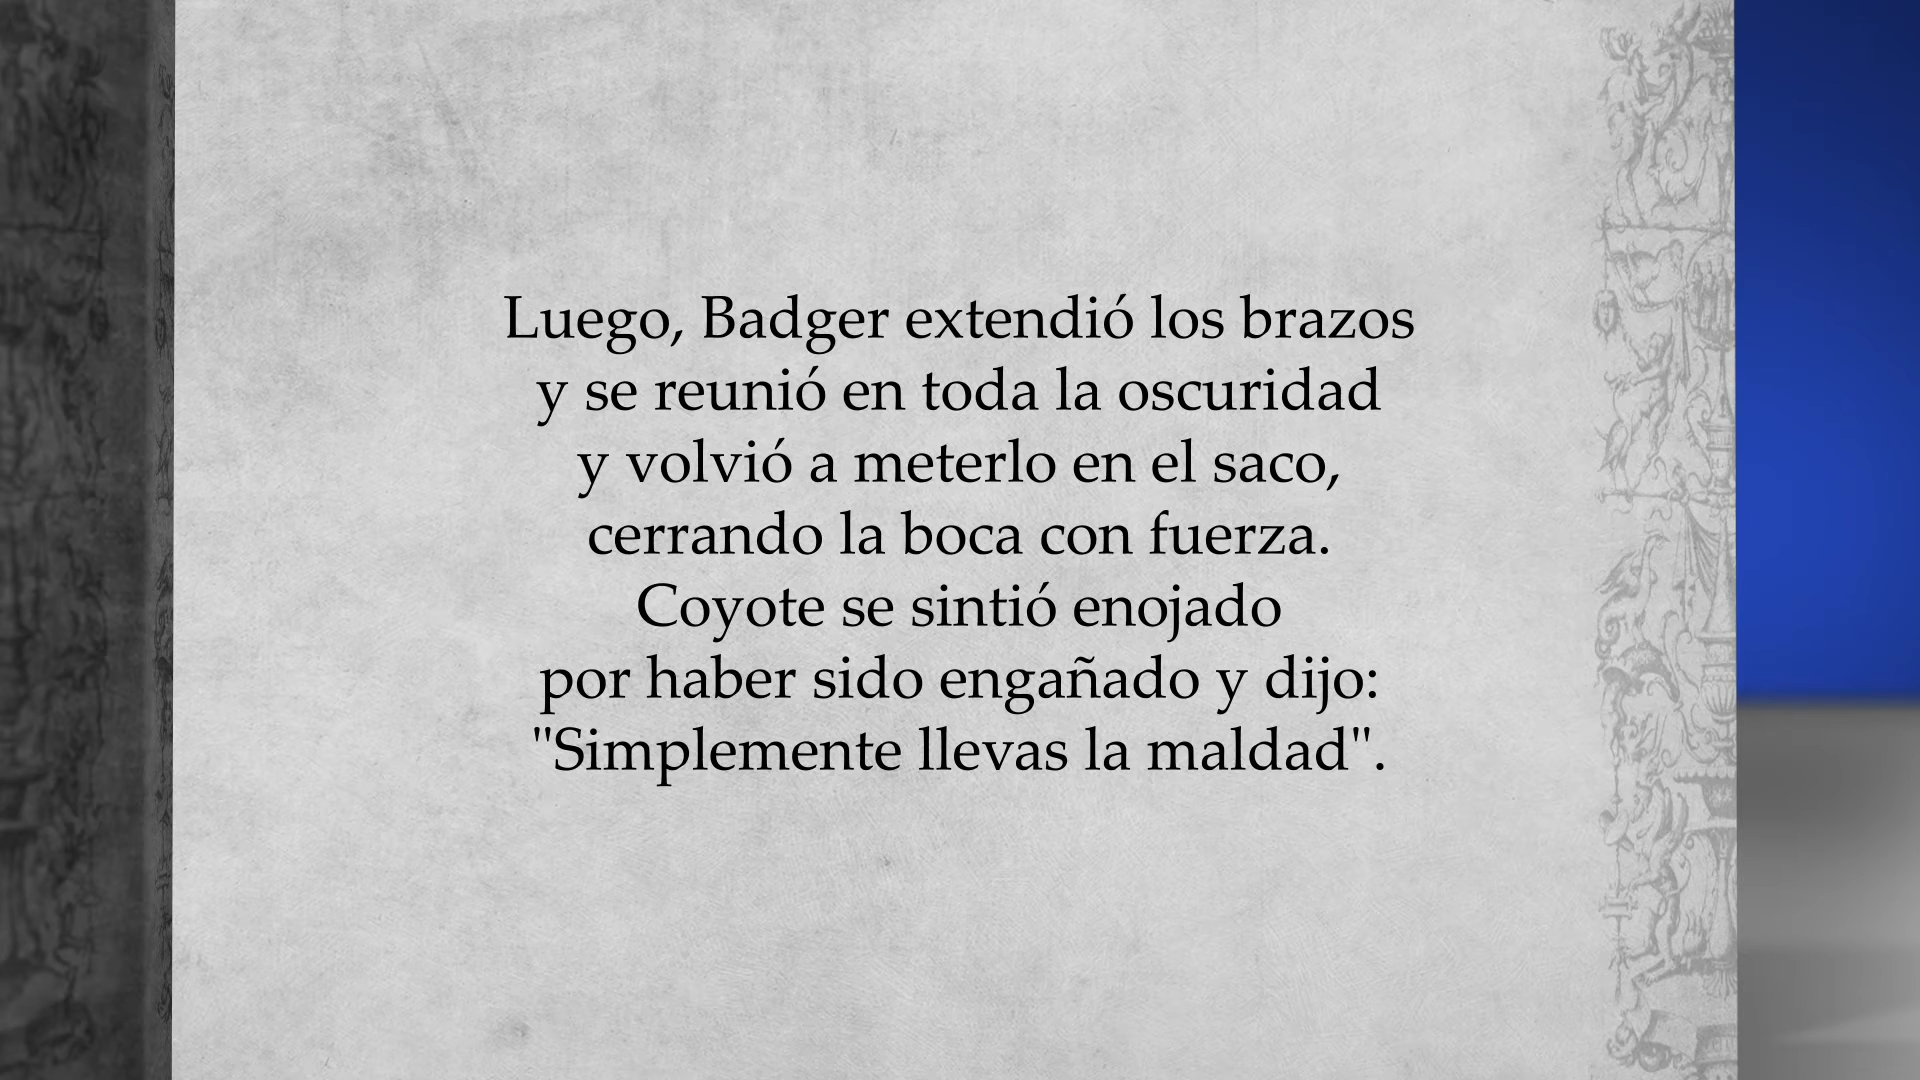 Luego, Badger extendió los brazos
y se reunió en toda la oscuridad
y volvió a meterlo en el saco,
cerrando la boca con fuerza.
Coyote se sintió enojado
por haber sido engañado y dijo:
"Simplemente llevas la maldad".